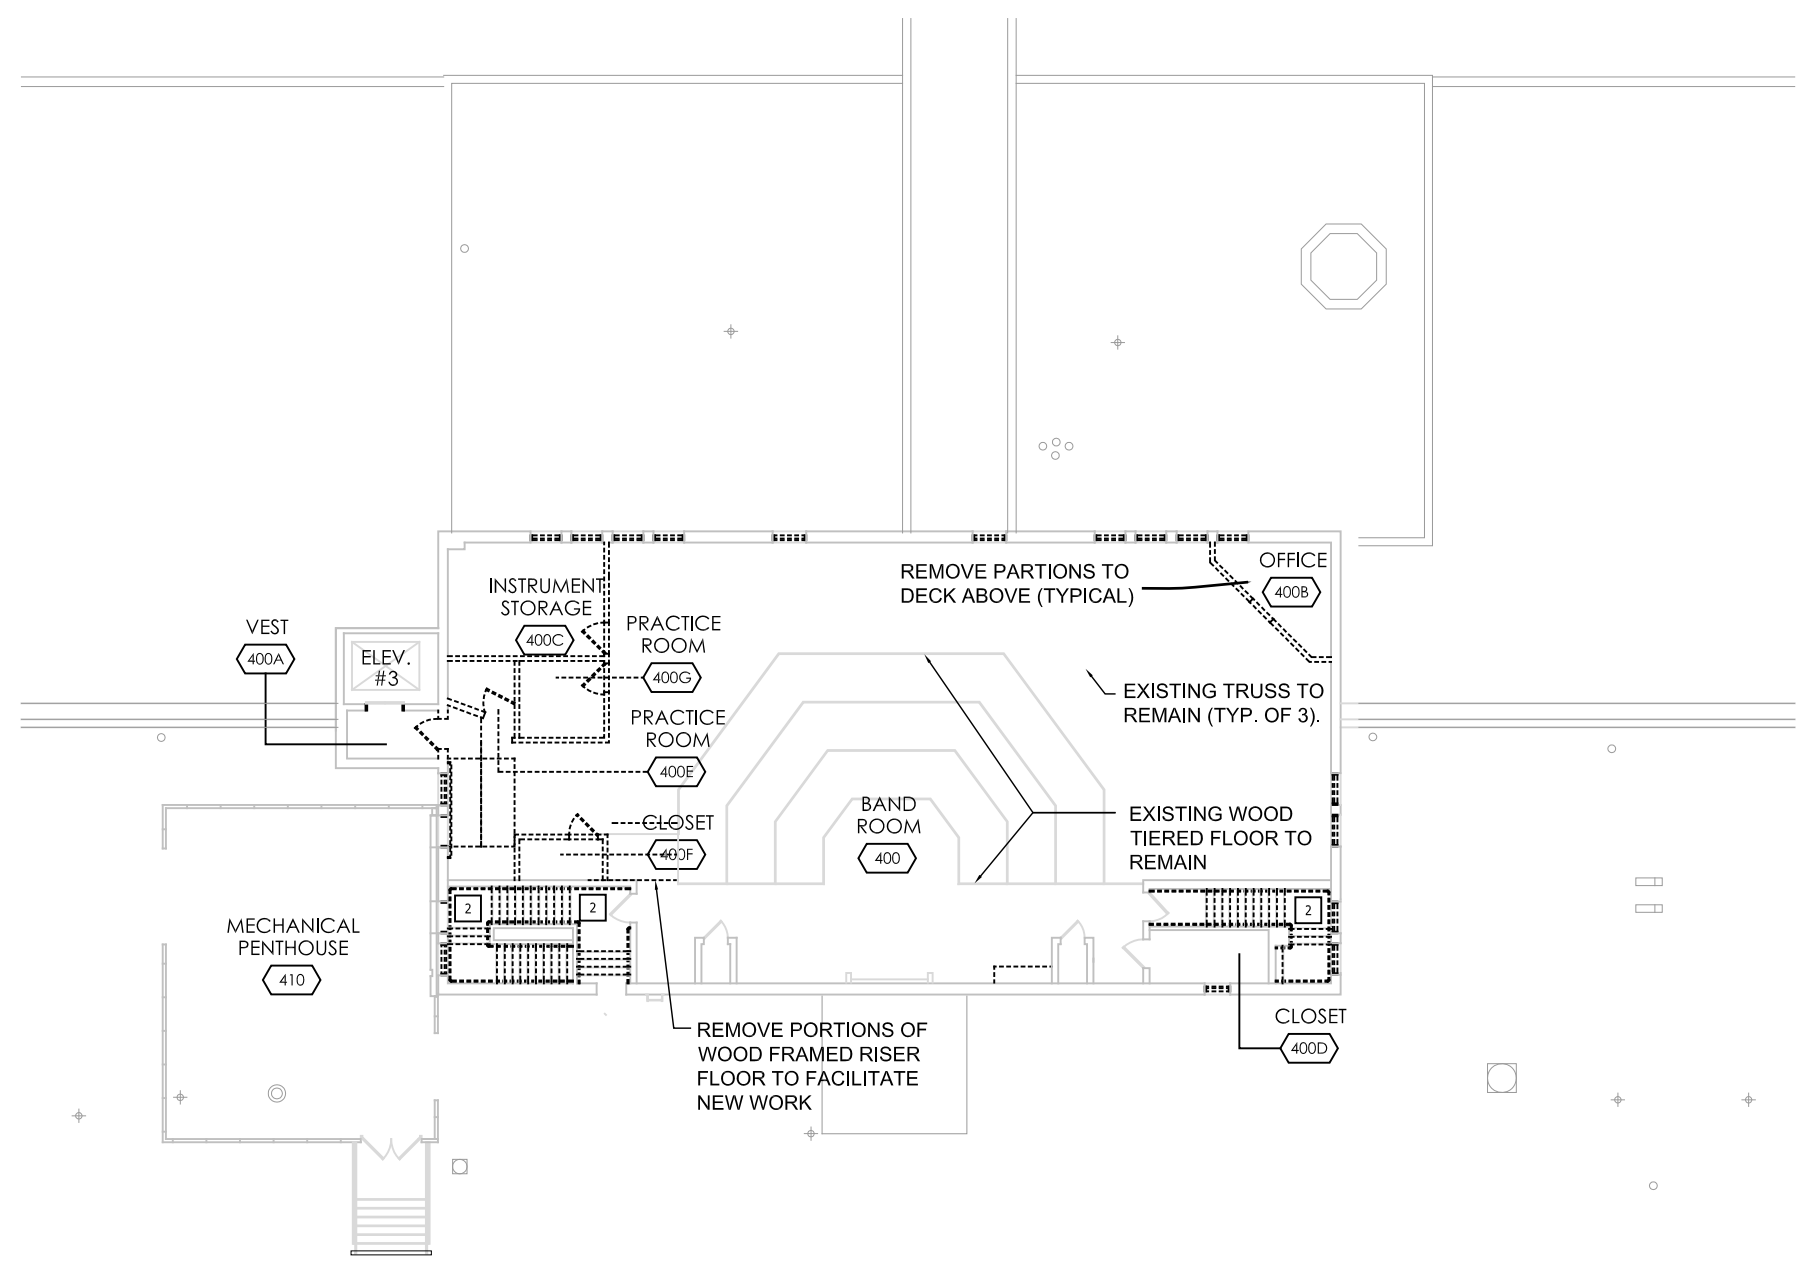 OFFICE
400B
REMOVE PARTIONS TO
DECK ABOVE (TYPICAL)
INSTRUMENT
STORAGE
400C
PRACTICE
ROOM
400G
VEST
400A
ELEV.
#3
EXISTING TRUSS TO
REMAIN (TYP. OF 3).
PRACTICE
ROOM
400E
BAND
ROOM
400
EXISTING WOOD
TIERED FLOOR TO
REMAIN
CLOSET
400F
2
2
2
MECHANICAL
PENTHOUSE
410
CLOSET
400D
REMOVE PORTIONS OF
WOOD FRAMED RISER
FLOOR TO FACILITATE
NEW WORK